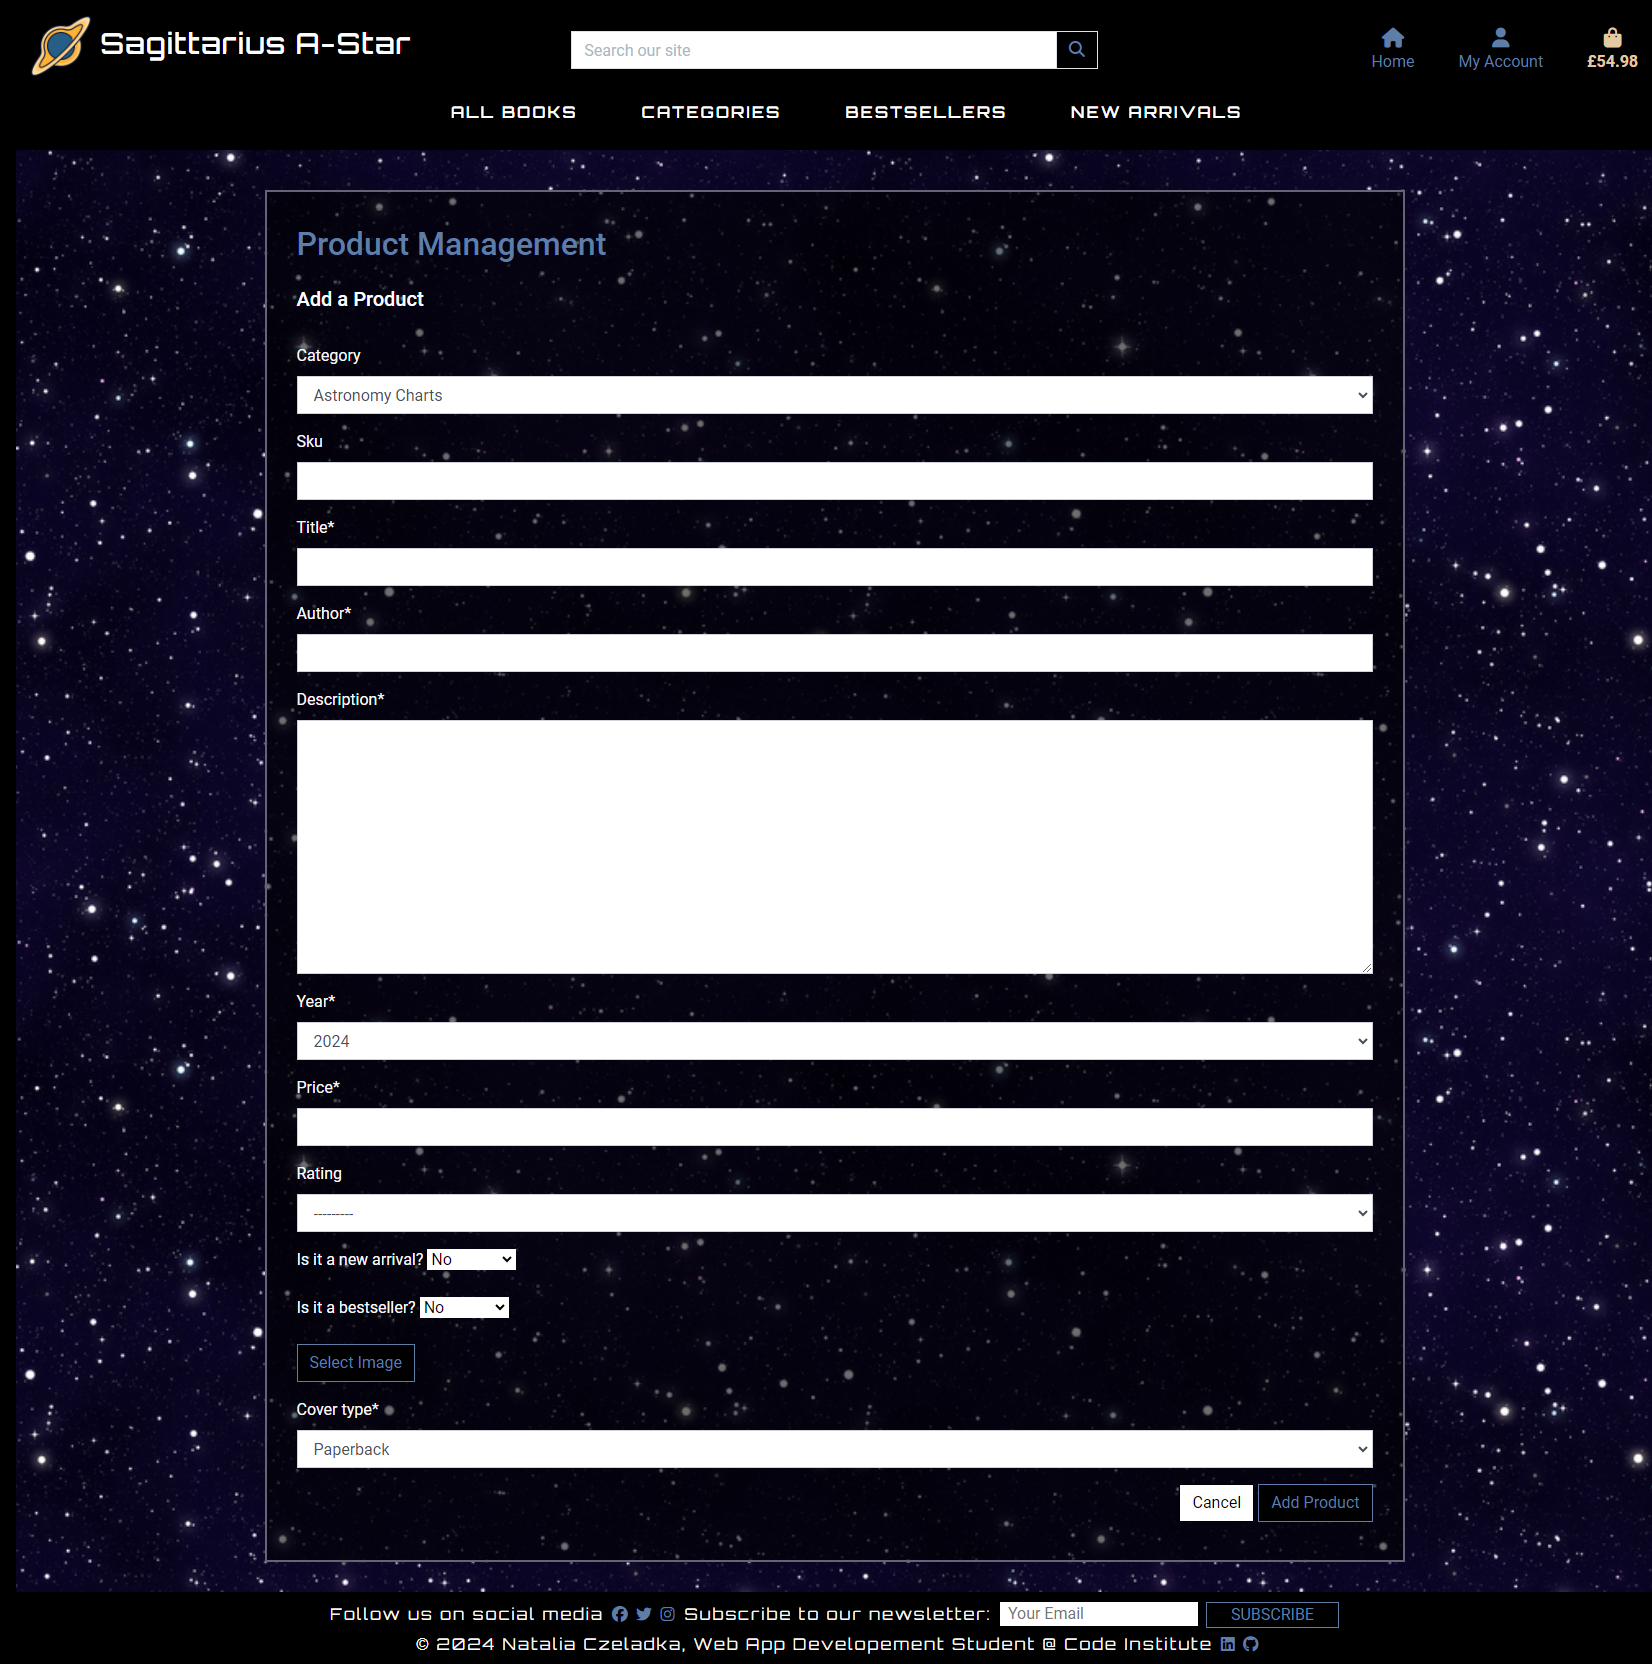 Sagittarius A-Star
Search our site
Home
My Account
£54.98
ALL BOOKS
CATEGORIES
BESTSELLERS
NEW ARRIVALS
Product Management
Add a Product
Category
Astronomy Charts
Sku
Title*
Author*
Description*
Year*
2024
Price*
Rating
---------
Is it a new arrival? No
Is it a bestseller? No
Select Image
Cover type*
Paperback
Cancel
Add Product
Follow us on social media
Subscribe to our newsletter:
Your Email
SUBSCRIBE
© 2024 Natalia Czeladka, Web App Developement Student @ Code Institute